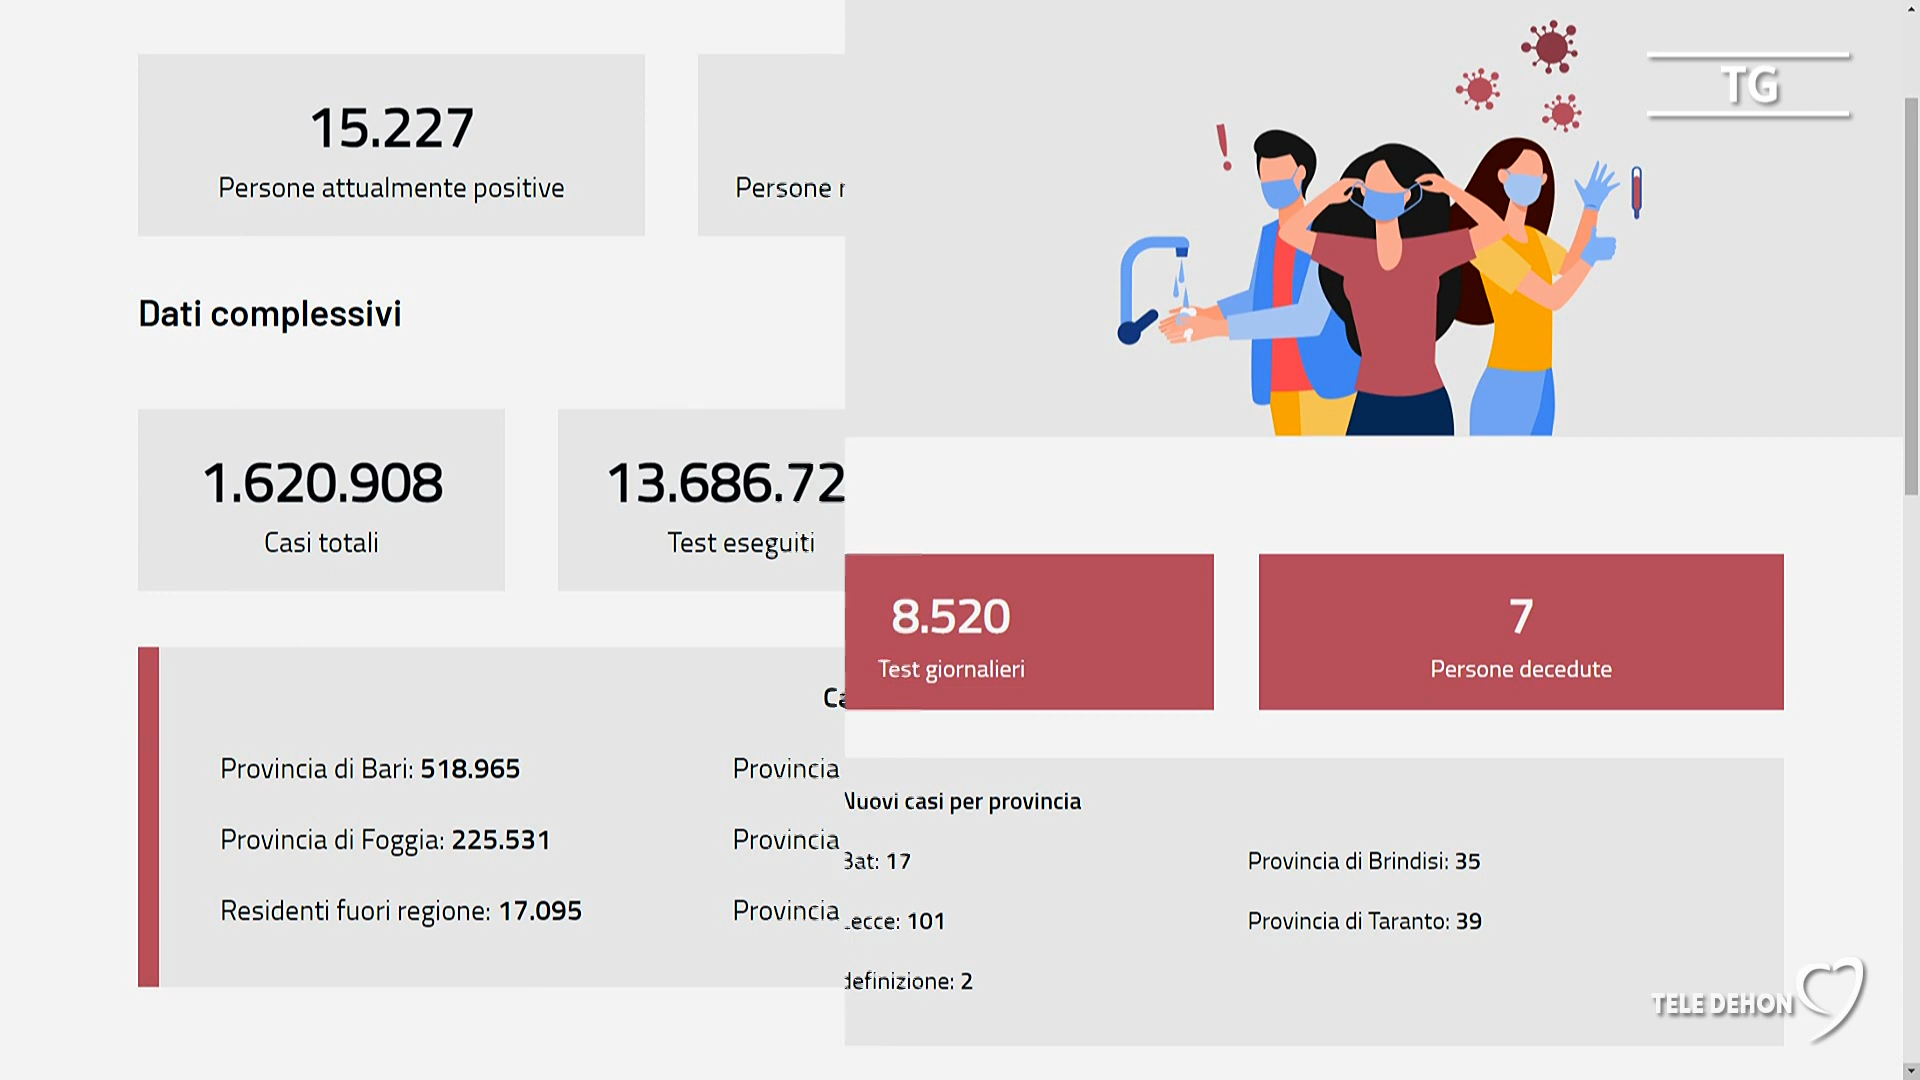 TG
15.227
Persone attualmente positive
Persone
Dati complessivi
1.620.908
Casi totali
13.686.72
Test eseguiti
8.520
Test giornalieri
7
Persone decedute
Provincia di Bari: 518.965
Provincia
Provincia di Foggia: 225.531
Provincia
Residenti fuori regione: 17.095
Provincia
Nuovi casi per provincia
Bat: 17
Provincia di Brindisi: 35
Lecce: 101
Provincia di Taranto: 39
definizione: 2
TELE DEHON